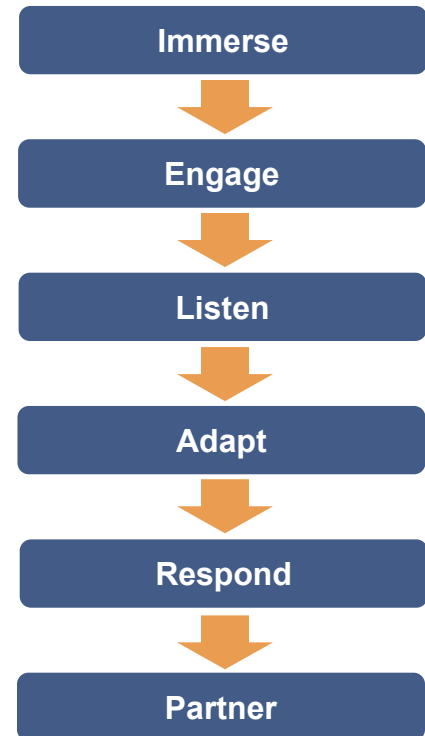 Immerse
Engage
Listen
Adapt
Respond
Partner